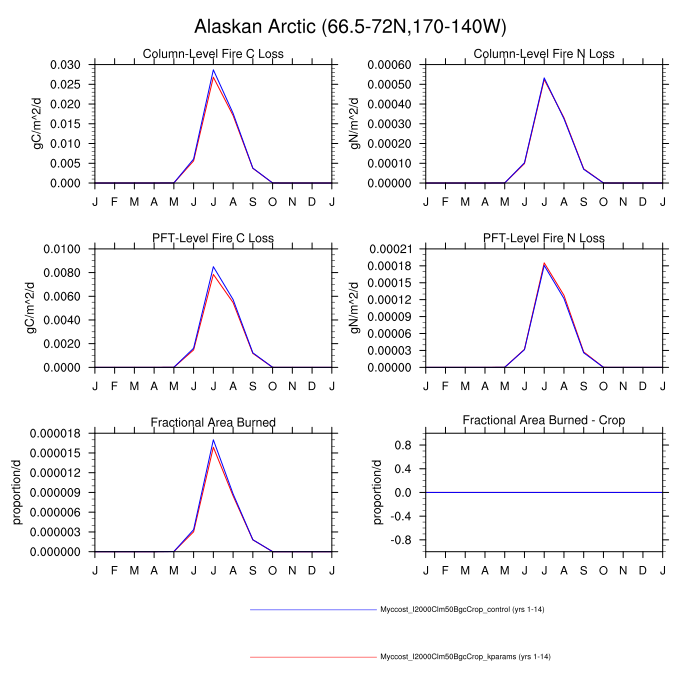 Alaskan Arctic (66.5-72N,170-140W)
Column-Level Fire C Loss
gC/m^2/d
0.030
0.025
0.020
0.015
0.010
0.005
0.000
J F M A M J J A S O N D J
Column-Level Fire N Loss
gN/m^2/d
0.00060
0.00050
0.00040
0.00030
0.00020
0.00010
0.00000
J F M A M J J A S O N D J
PFT-Level Fire C Loss
gC/m^2/d
0.0100
0.0080
0.0060
0.0040
0.0020
0.0000
J F M A M J J A S O N D J
PFT-Level Fire N Loss
gN/m^2/d
0.00021
0.00018
0.00015
0.00012
0.00009
0.00006
0.00003
0.00000
J F M A M J J A S O N D J
Fractional Area Burned
proportion/d
0.000018
0.000015
0.000012
0.000009
0.000006
0.000003
0.000000
J F M A M J J A S O N D J
Fractional Area Burned - Crop
proportion/d
0.8
0.4
0.0
-0.4
-0.8
J F M A M J J A S O N D J
Myccost_I2000Clm50BgcCrop_control (yrs 1-14)
Myccost_I2000Clm50BgcCrop_kparams (yrs 1-14)